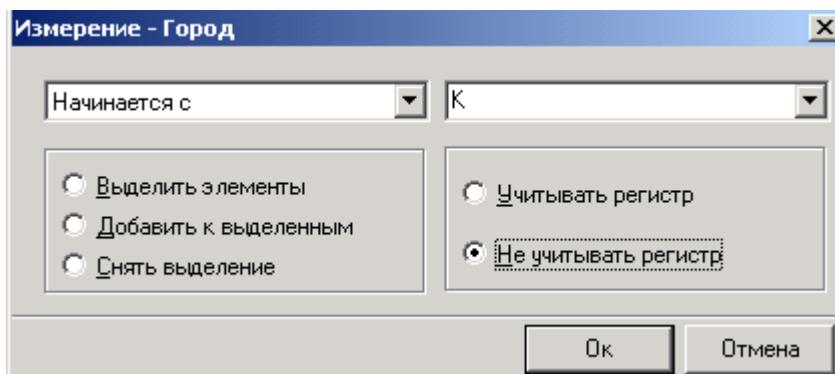 Измерение - Город
Начинается с
К
Выделить элементы
Добавить к выделенным
Снять выделение
Учитывать регистр
Не учитывать регистр
Ок
Отмена